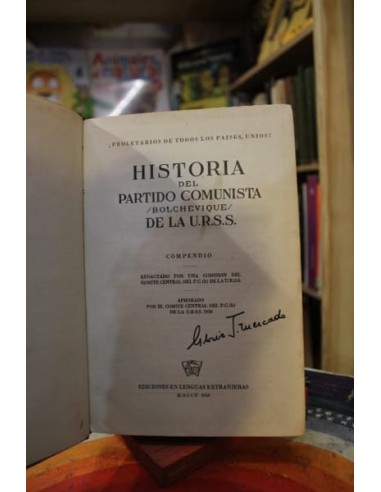 ¡PROLETARIOS DE TODOS LOS PAISES, UNIOS!
HISTORIA
DEL
PARTIDO COMUNISTA
/BOLCHEVIQUE/
DE LA U.R.S.S.
COMPENDIO
REDACTADO POR UNA COMISION DEL
COMITE CENTRAL DEL P.C.(b) DE LA U.R.S.S.
APROBADO
POR EL COMITE CENTRAL DEL P.C.(b)
DE LA U.R.S.S. 1938
EDICIONES EN LENGUAS EXTRANJERAS